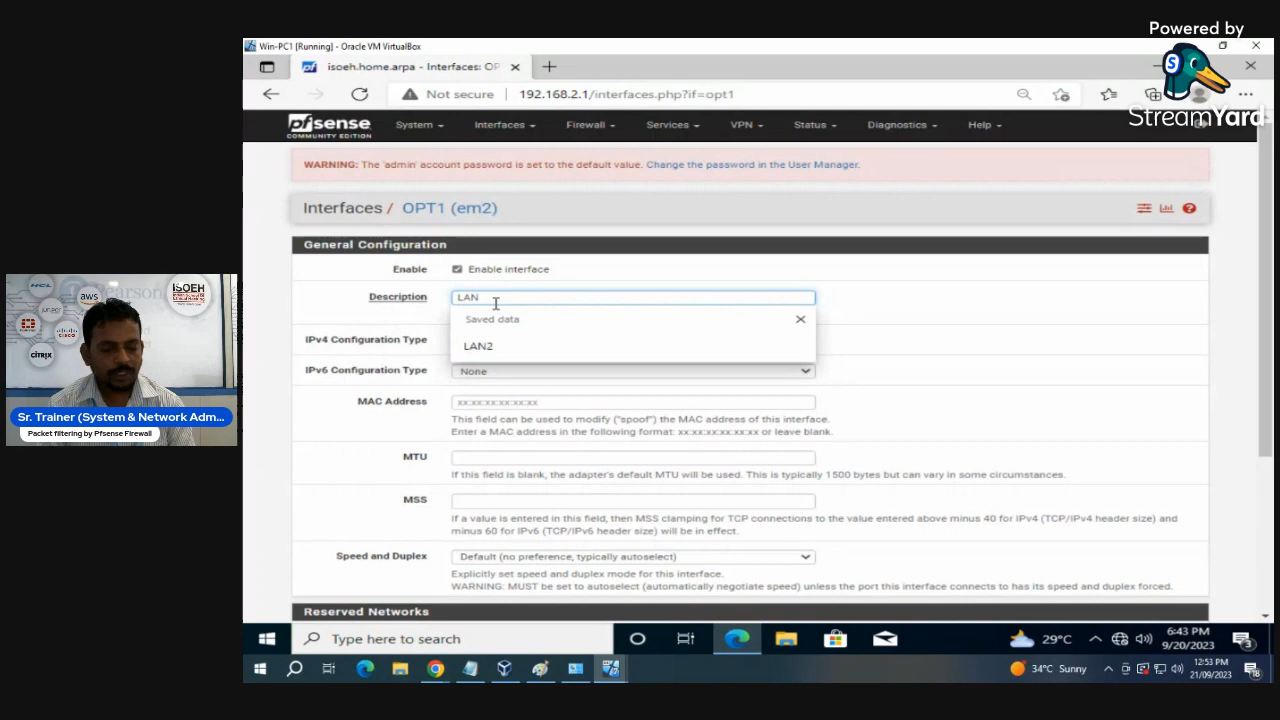 Powered by
StreamYard
Win-PC1 [Running] - Oracle VM VirtualBox
isoeh.home.arpa - Interfaces: OP
Not secure
192.168.2.1/interfaces.php?if=opt1
pfsense
COMMUNITY EDITION
System
Interfaces
Firewall
Services
VPN
Status
Diagnostics
Help
WARNING: The 'admin' account password is set to the default value. Change the password in the User Manager.
Interfaces / OPT1 (em2)
General Configuration
Enable
Enable interface
Description
LAN
Saved data
LAN2
IPv4 Configuration Type
IPv6 Configuration Type
None
MAC Address
xx:xx:xx:xx:xx:xx
This field can be used to modify ("spoof") the MAC address of this interface.
Enter a MAC address in the following format: xx:xx:xx:xx:xx:xx or leave blank.
MTU
If this field is blank, the adapter's default MTU will be used. This is typically 1500 bytes but can vary in some circumstances.
MSS
If a value is entered in this field, then MSS clamping for TCP connections to the value entered above minus 40 for IPv4 (TCP/IPv4 header size) and
minus 60 for IPv6 (TCP/IPv6 header size) will be in effect.
Speed and Duplex
Default (no preference, typically autoselect)
Explicitly set speed and duplex mode for this interface.
WARNING: MUST be set to autoselect (automatically negotiate speed) unless the port this interface connects to has its speed and duplex forced.
Reserved Networks
Type here to search
29°C
6:43 PM
9/20/2023
3
34°C Sunny
12:53 PM
21/09/2023
18
HCL
Pearson
aws
ISOEH
CISCO
CITRIX
Sr. Trainer (System & Network Adm...
Packet filtering by Pfsense Firewall